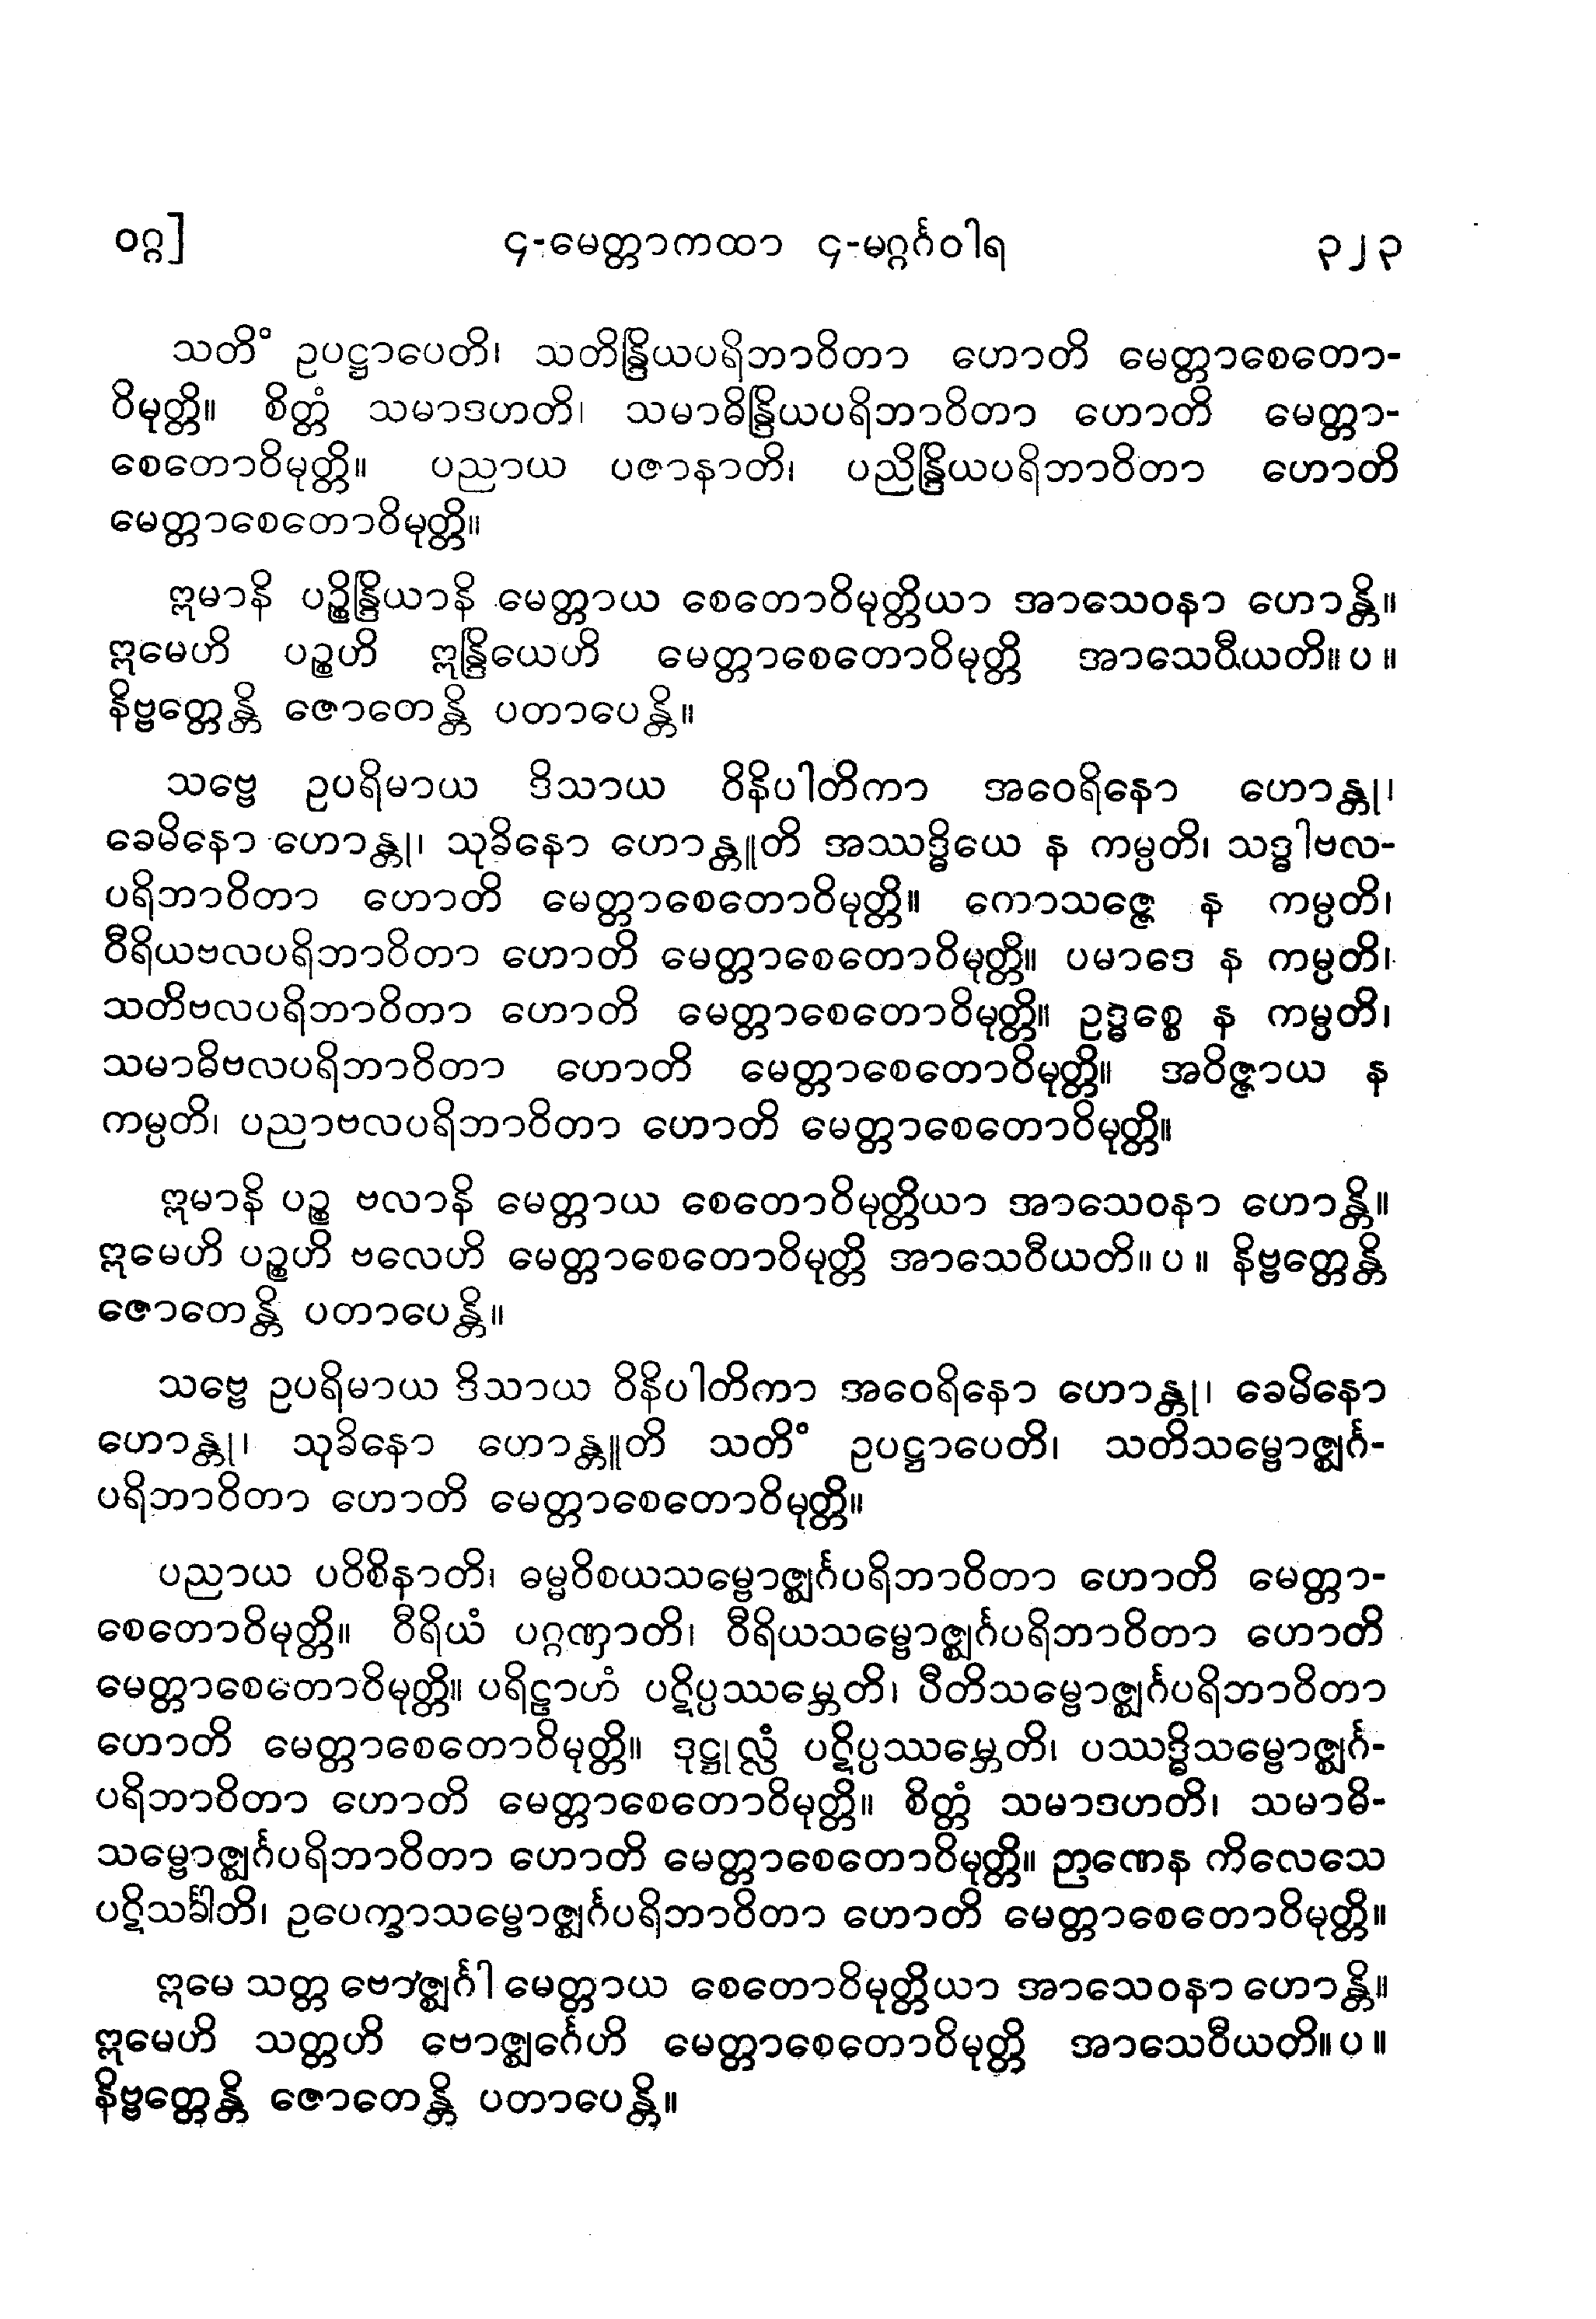 ဝဂ္ဂ] ၄-မေတ္တာကထာ ၄-မဂ္ဂင်္ဂဝါရ ၃၂၃
သတိံ ဥပဋ္ဌာပေတိ၊ သတိန္ဒြိယပရိဘာဝိတာ ဟောတိ မေတ္တာစေတော-
ဝိမုတ္တိ။ စိတ္တံ သမာဒဟတိ၊ သမာဓိန္ဒြိယပရိဘာဝိတာ ဟောတိ မေတ္တာ-
စေတောဝိမုတ္တိ။ ပညာယ ပဇာနာတိ၊ ပညိန္ဒြိယပရိဘာဝိတာ ဟောတိ
မေတ္တာစေတောဝိမုတ္တိ။
ဣမာနိ ပဉ္စိန္ဒြိယာနိ မေတ္တာယ စေတောဝိမုတ္တိယာ အာသေဝနာ ဟောန္တိ။
ဣမေဟိ ပဉ္စဟိ ဣန္ဒြိယေဟိ မေတ္တာစေတောဝိမုတ္တိ အာသေဝီယတိ။ ပ ။
နိဗ္ဗတ္တေန္တိ ဇောတေန္တိ ပတာပေန္တိ။
သဗ္ဗေ ဥပရိမာယ ဒိသာယ ဝိနိပါတိကာ အဝေရိနော ဟောန္တု၊
ခေမိနော ဟောန္တု၊ သုခိနော ဟောန္တူတိ အဿဒ္ဓိယေ န ကမ္ပတိ၊ သဒ္ဓါဗလ-
ပရိဘာဝိတာ ဟောတိ မေတ္တာစေတောဝိမုတ္တိ။ ကောသဇ္ဇေ န ကမ္ပတိ၊
ဝီရိယဗလပရိဘာဝိတာ ဟောတိ မေတ္တာစေတောဝိမုတ္တိ။ ပမာဒေ န ကမ္ပတိ၊
သတိဗလပရိဘာဝိတာ ဟောတိ မေတ္တာစေတောဝိမုတ္တိ။ ဥဒ္ဓစ္စေ န ကမ္ပတိ၊
သမာဓိဗလပရိဘာဝိတာ ဟောတိ မေတ္တာစေတောဝိမုတ္တိ။ အဝိဇ္ဇာယ န
ကမ္ပတိ၊ ပညာဗလပရိဘာဝိတာ ဟောတိ မေတ္တာစေတောဝိမုတ္တိ။
ဣမာနိ ပဉ္စ ဗလာနိ မေတ္တာယ စေတောဝိမုတ္တိယာ အာသေဝနာ ဟောန္တိ။
ဣမေဟိ ပဉ္စဟိ ဗလေဟိ မေတ္တာစေတောဝိမုတ္တိ အာသေဝီယတိ။ ပ ။ နိဗ္ဗတ္တေန္တိ
ဇောတေန္တိ ပတာပေန္တိ။
သဗ္ဗေ ဥပရိမာယ ဒိသာယ ဝိနိပါတိကာ အဝေရိနော ဟောန္တု၊ ခေမိနော
ဟောန္တု၊ သုခိနော ဟောန္တူတိ သတိံ ဥပဋ္ဌာပေတိ၊ သတိသမ္ဗောဇ္ဈင်္ဂ-
ပရိဘာဝိတာ ဟောတိ မေတ္တာစေတောဝိမုတ္တိ။
ပညာယ ပဝိစိနာတိ၊ ဓမ္မဝိစယသမ္ဗောဇ္ဈင်္ဂပရိဘာဝိတာ ဟောတိ မေတ္တာ-
စေတောဝိမုတ္တိ။ ဝီရိယံ ပဂ္ဂဏှာတိ၊ ဝီရိယသမ္ဗောဇ္ဈင်္ဂပရိဘာဝိတာ ဟောတိ
မေတ္တာစေတောဝိမုတ္တိ။ ပရိဠာဟံ ပဋိပ္ပဿမ္ဘေတိ၊ ပီတိသမ္ဗောဇ္ဈင်္ဂပရိဘာဝိတာ
ဟောတိ မေတ္တာစေတောဝိမုတ္တိ။ ဒုဋ္ဌုလ္လံ ပဋိပ္ပဿမ္ဘေတိ၊ ပဿဒ္ဓိသမ္ဗောဇ္ဈင်္ဂ-
ပရိဘာဝိတာ ဟောတိ မေတ္တာစေတောဝိမုတ္တိ။ စိတ္တံ သမာဒဟတိ၊ သမာဓိ-
သမ္ဗောဇ္ဈင်္ဂပရိဘာဝိတာ ဟောတိ မေတ္တာစေတောဝိမုတ္တိ။ ဉာဏေန ကိလေသေ
ပဋိသင်္ခါတိ၊ ဥပေက္ခာသမ္ဗောဇ္ဈင်္ဂပရိဘာဝိတာ ဟောတိ မေတ္တာစေတောဝိမုတ္တိ။
ဣမေ သတ္တ ဗောဇ္ဈင်္ဂါ မေတ္တာယ စေတောဝိမုတ္တိယာ အာသေဝနာ ဟောန္တိ။
ဣမေဟိ သတ္တဟိ ဗောဇ္ဈင်္ဂေဟိ မေတ္တာစေတောဝိမုတ္တိ အာသေဝီယတိ။ ပ ။
နိဗ္ဗတ္တေန္တိ ဇောတေန္တိ ပတာပေန္တိ။